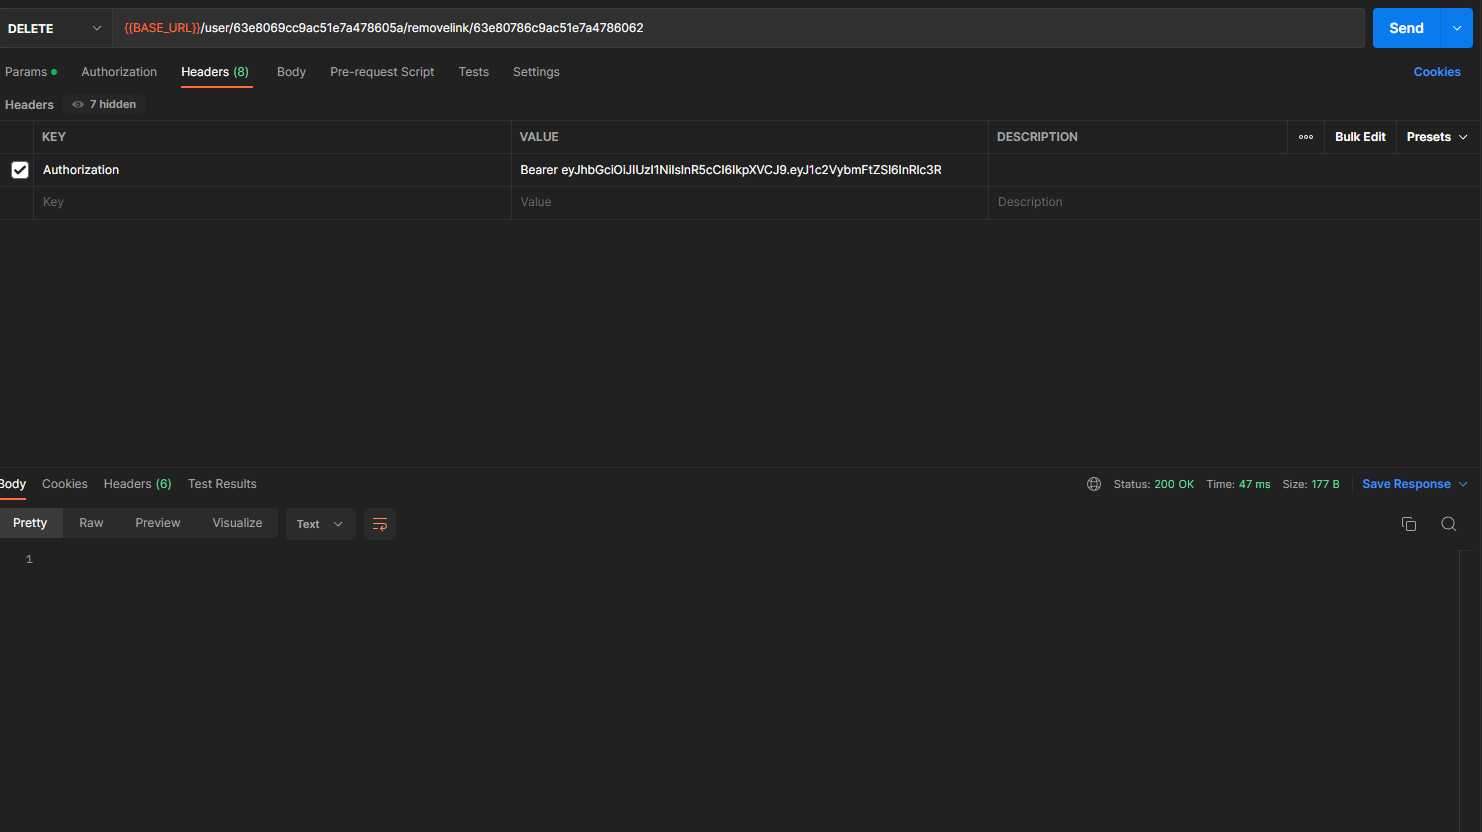 DELETE {{BASE_URL}}/user/63e8069cc9ac51e7a478605a/removelink/63e80786c9ac51e7a4786062 Send
Params Authorization Headers (8) Body Pre-request Script Tests Settings Cookies
Headers 7 hidden
KEY VALUE DESCRIPTION ooo Bulk Edit Presets
Authorization Bearer eyJhbGciOiJIUzI1NiIsInR5cCI6IkpXVCJ9.eyJ1c2VybmFtZSI6InRlc3R
Key Value Description
Body Cookies Headers (6) Test Results Status: 200 OK Time: 47 ms Size: 177 B Save Response
Pretty Raw Preview Visualize Text
1